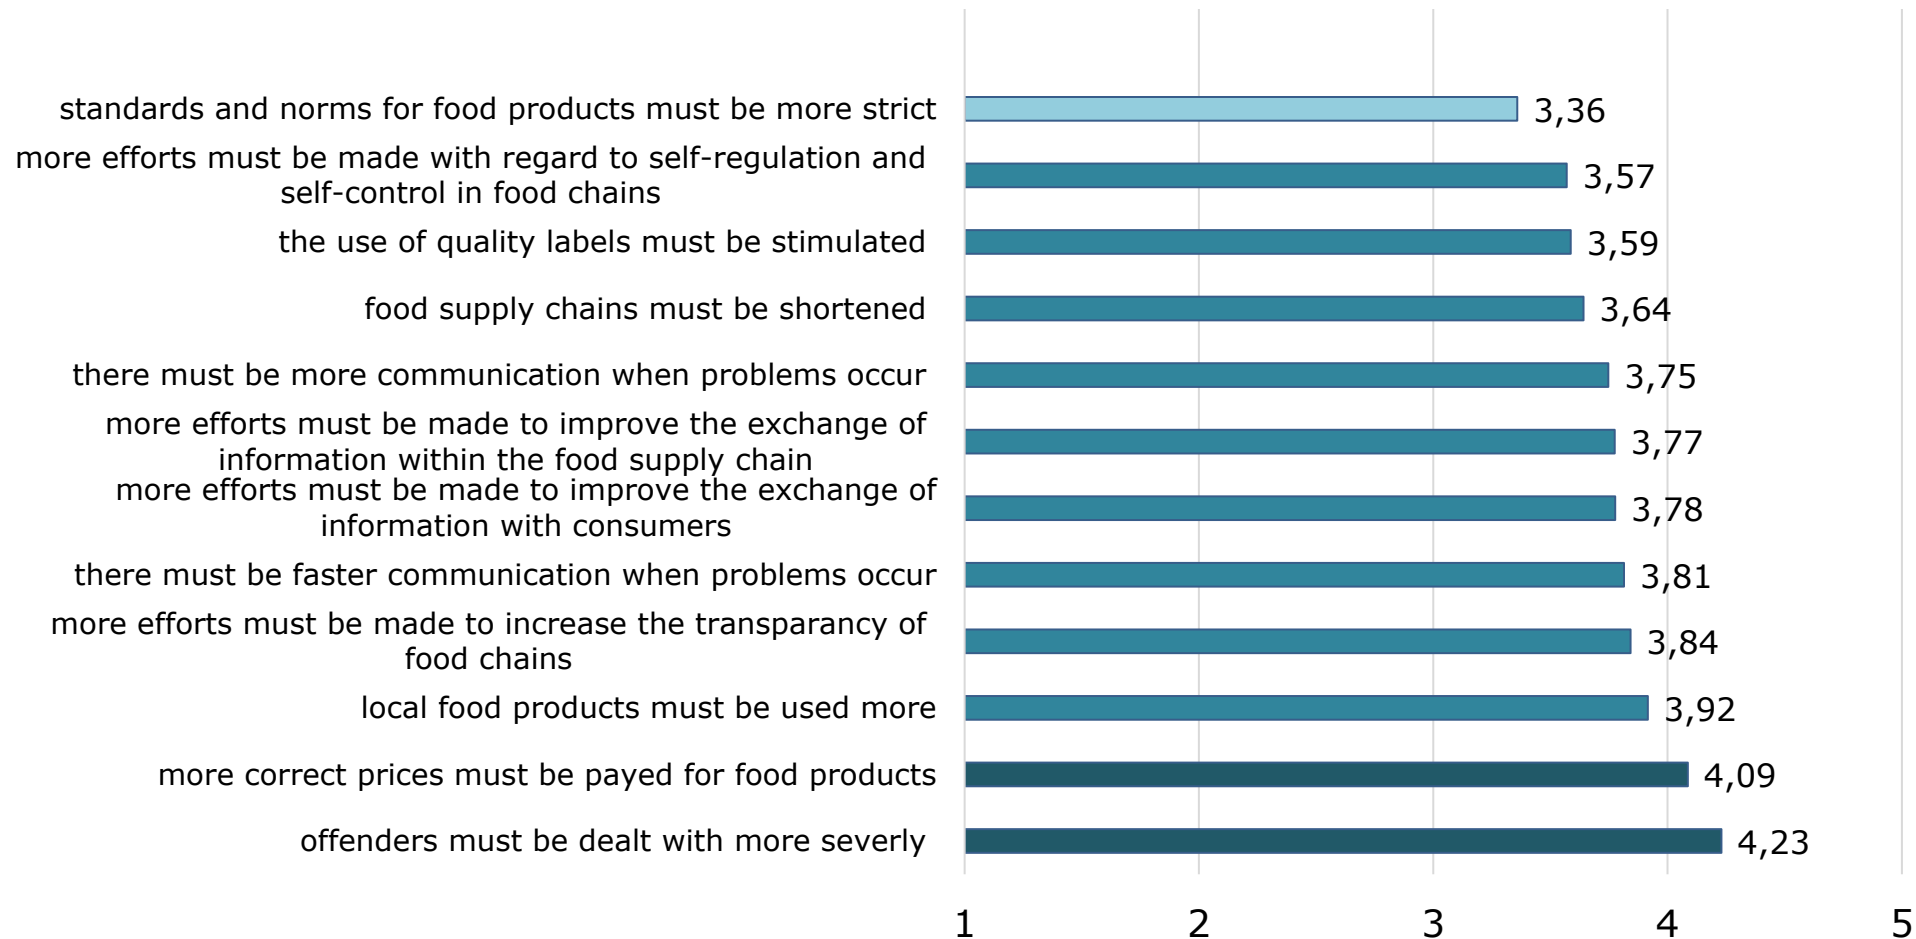 standards and norms for food products must be more strict
3,36
more efforts must be made with regard to self-regulation and
self-control in food chains
3,57
the use of quality labels must be stimulated
3,59
food supply chains must be shortened
3,64
there must be more communication when problems occur
3,75
more efforts must be made to improve the exchange of
information within the food supply chain
3,77
more efforts must be made to improve the exchange of
information with consumers
3,78
there must be faster communication when problems occur
3,81
more efforts must be made to increase the transparancy of
food chains
3,84
local food products must be used more
3,92
more correct prices must be payed for food products
4,09
offenders must be dealt with more severly
4,23
1 2 3 4 5